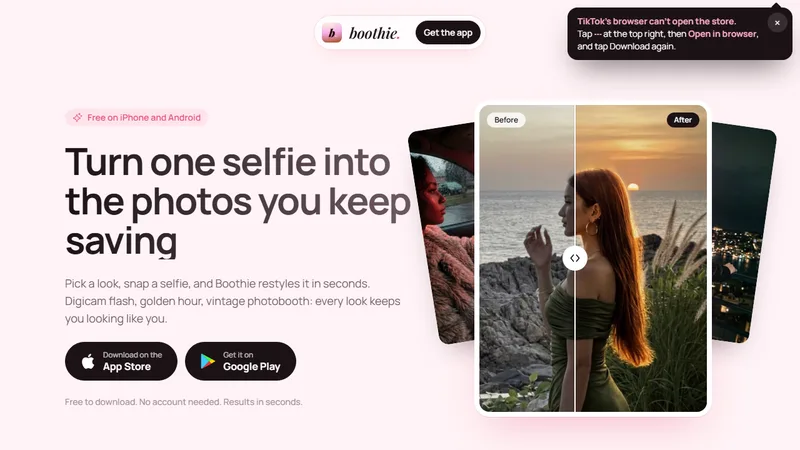 b boothie.
Get the app
TikTok's browser can't open the store.
Tap ··· at the top right, then Open in browser,
and tap Download again.
Free on iPhone and Android
Turn one selfie into
the photos you keep
saving
Pick a look, snap a selfie, and Boothie restyles it in seconds.
Digicam flash, golden hour, vintage photobooth: every look keeps
you looking like you.
Download on the
App Store
Get it on
Google Play
Free to download. No account needed. Results in seconds.
Before
After